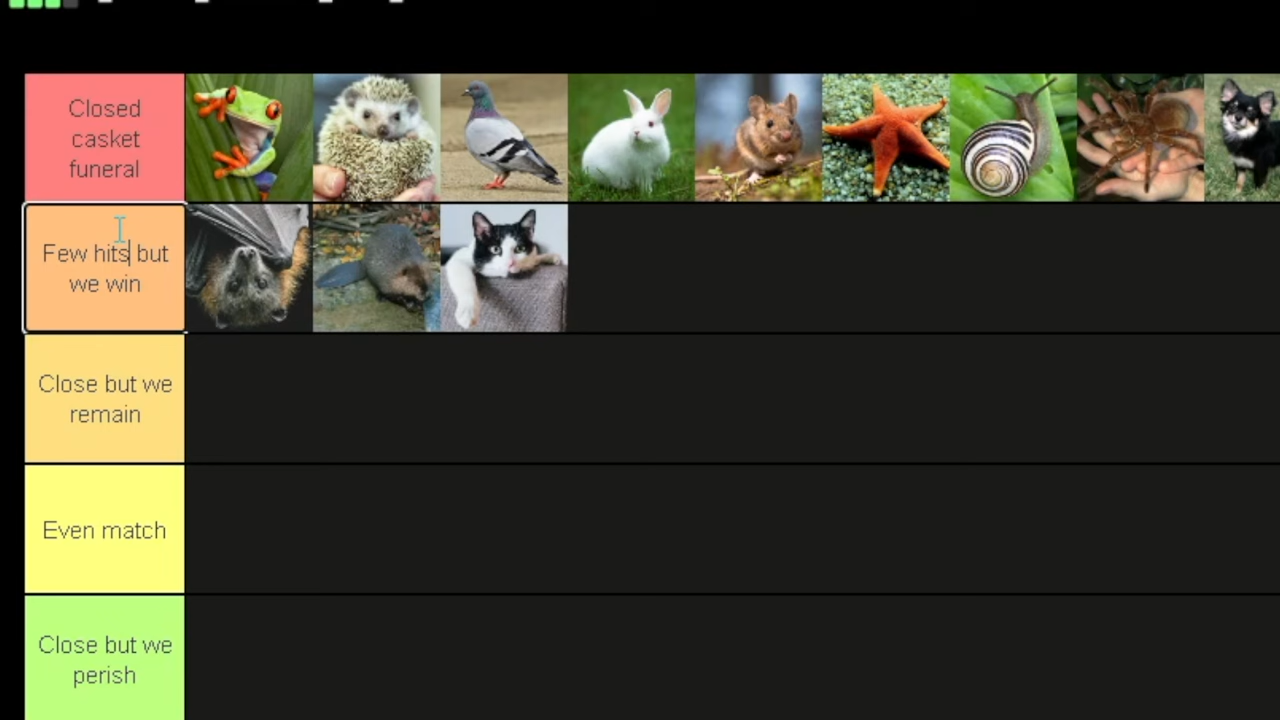 Closed
casket
funeral
Few hits but
we win
Close but we
remain
Even match
Close but we
perish